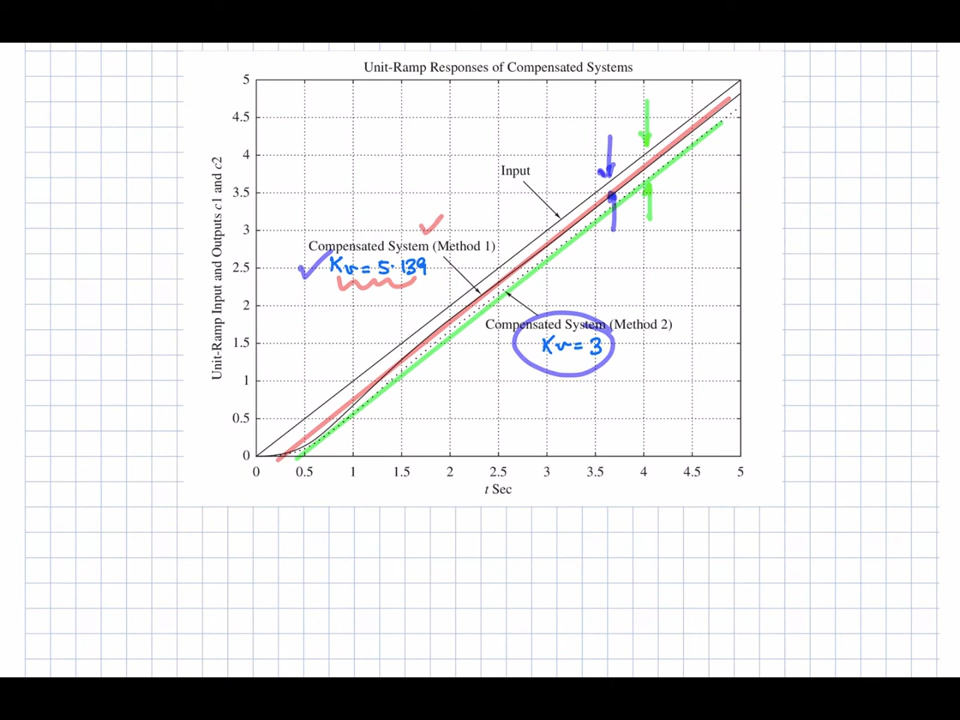 Unit-Ramp Responses of Compensated Systems
Unit-Ramp Input and Outputs c1 and c2
5
4.5
4
3.5
3
2.5
2
1.5
1
0.5
0
Input
Compensated System (Method 1)
Kv = 5.139
Compensated System (Method 2)
Kv = 3
0 0.5 1 1.5 2 2.5 3 3.5 4 4.5 5
t Sec